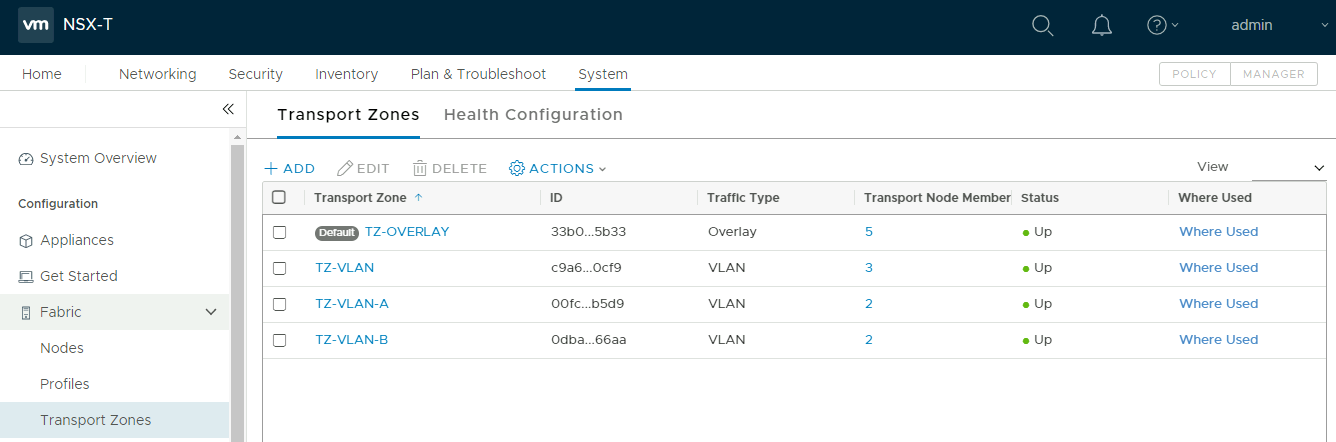 vm NSX-T admin
Home Networking Security Inventory Plan & Troubleshoot System POLICY MANAGER
Transport Zones Health Configuration
System Overview
Configuration
Appliances
Get Started
Fabric
Nodes
Profiles
Transport Zones
+ ADD EDIT DELETE ACTIONS View
Transport Zone ID Traffic Type Transport Node Member Status Where Used
Default TZ-OVERLAY 33b0...5b33 Overlay 5 Up Where Used
TZ-VLAN c9a6...0cf9 VLAN 3 Up Where Used
TZ-VLAN-A 00fc...b5d9 VLAN 2 Up Where Used
TZ-VLAN-B 0dba...66aa VLAN 2 Up Where Used